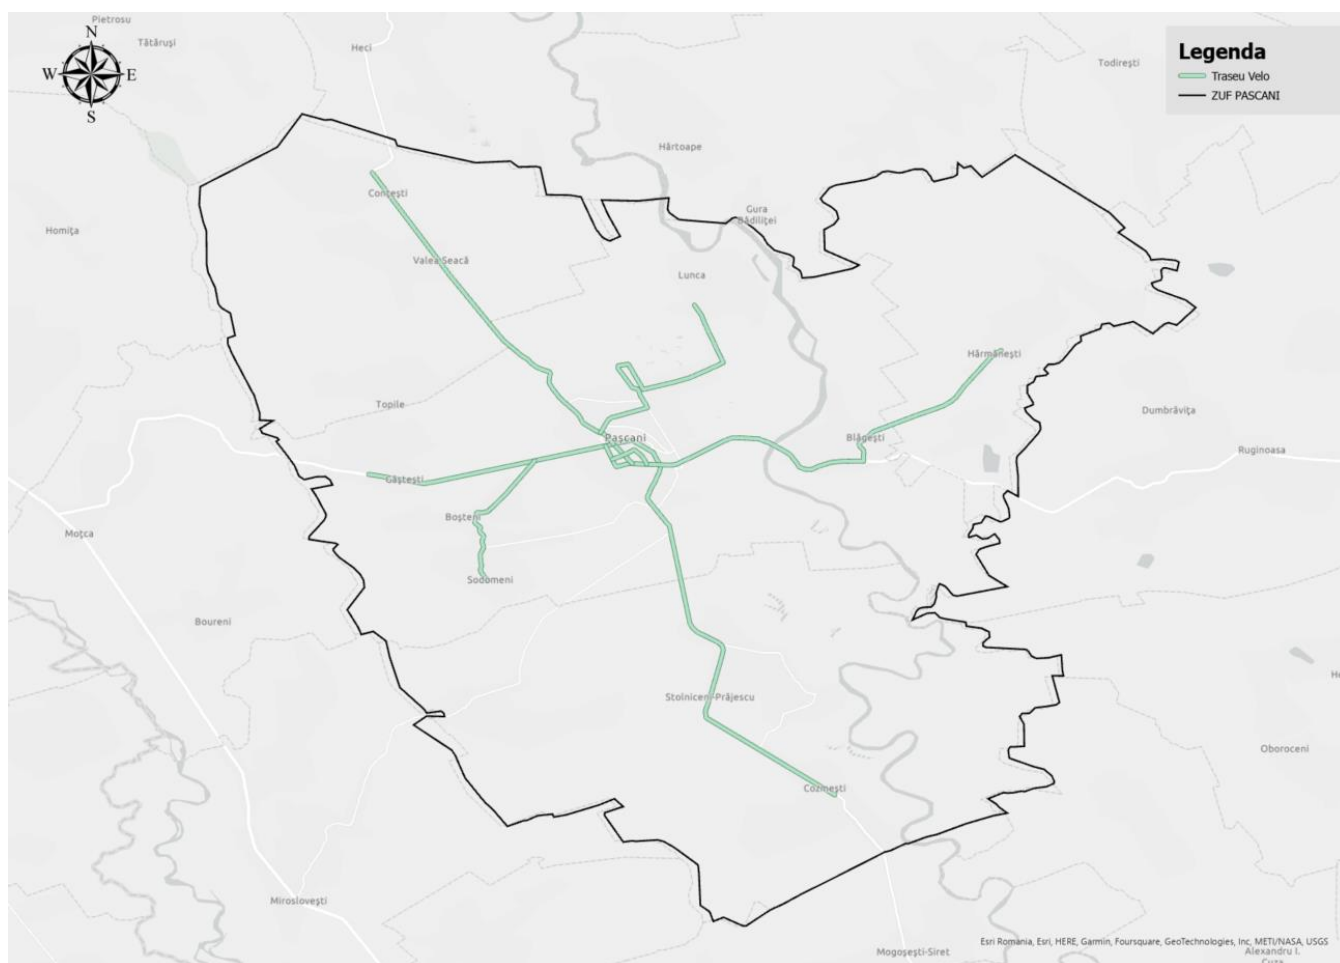 Pietrosu
Tătăruşi
N
W
E
S
Heci
Todireşti
Legenda
Traseu Velo
ZUF PASCANI
Hărtoape
Conţeşti
Gura
Bădiliţei
Homiţa
Valea Seacă
Lunca
Hărmăneşti
Topile
Dumbrăviţa
Pascani
Blăgeşti
Ruginoasa
Găşteşti
Boşteni
Moţca
Sodomeni
Boureni
Stolniceni-Prăjescu
Oboroceni
Cozmeşti
Mirosloveşti
Mogoşeşti-Siret
Esri Romania, Esri, HERE, Garmin, Foursquare, GeoTechnologies, Inc, METI/NASA, USGS
Alexandru I.